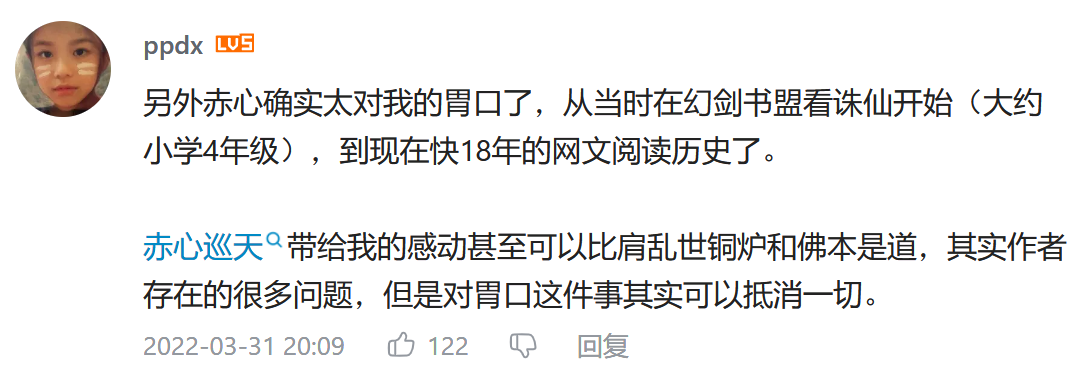 ppdx LV5
另外赤心确实太对我的胃口了，从当时在幻剑书盟看诛仙开始（大约
小学4年级），到现在快18年的网文阅读历史了。
赤心巡天 带给我的感动甚至可以比肩乱世铜炉和佛本是道，其实作者
存在的很多问题，但是对胃口这件事其实可以抵消一切。
2022-03-31 20:09 122 回复